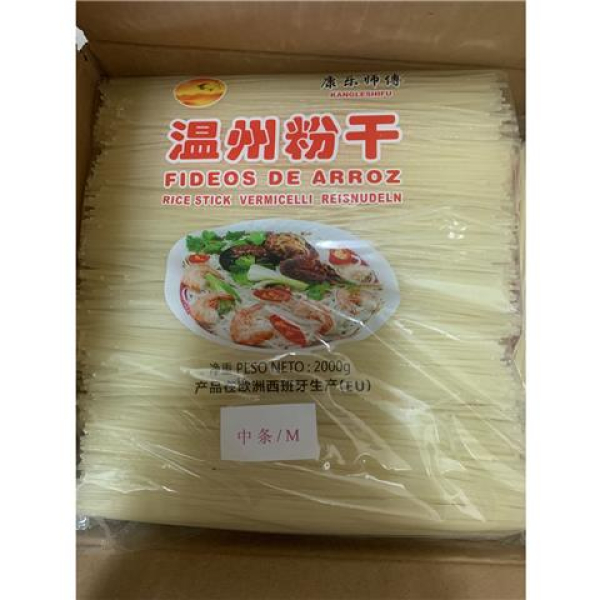 康乐师傅
KANGLESHIFU
温州粉干
FIDEOS DE ARROZ
RICE STICK VERMICELLI REISNUDELN
净重 PESO NETO : 2000g
产品在欧洲西班牙生产(EU)
中条/M